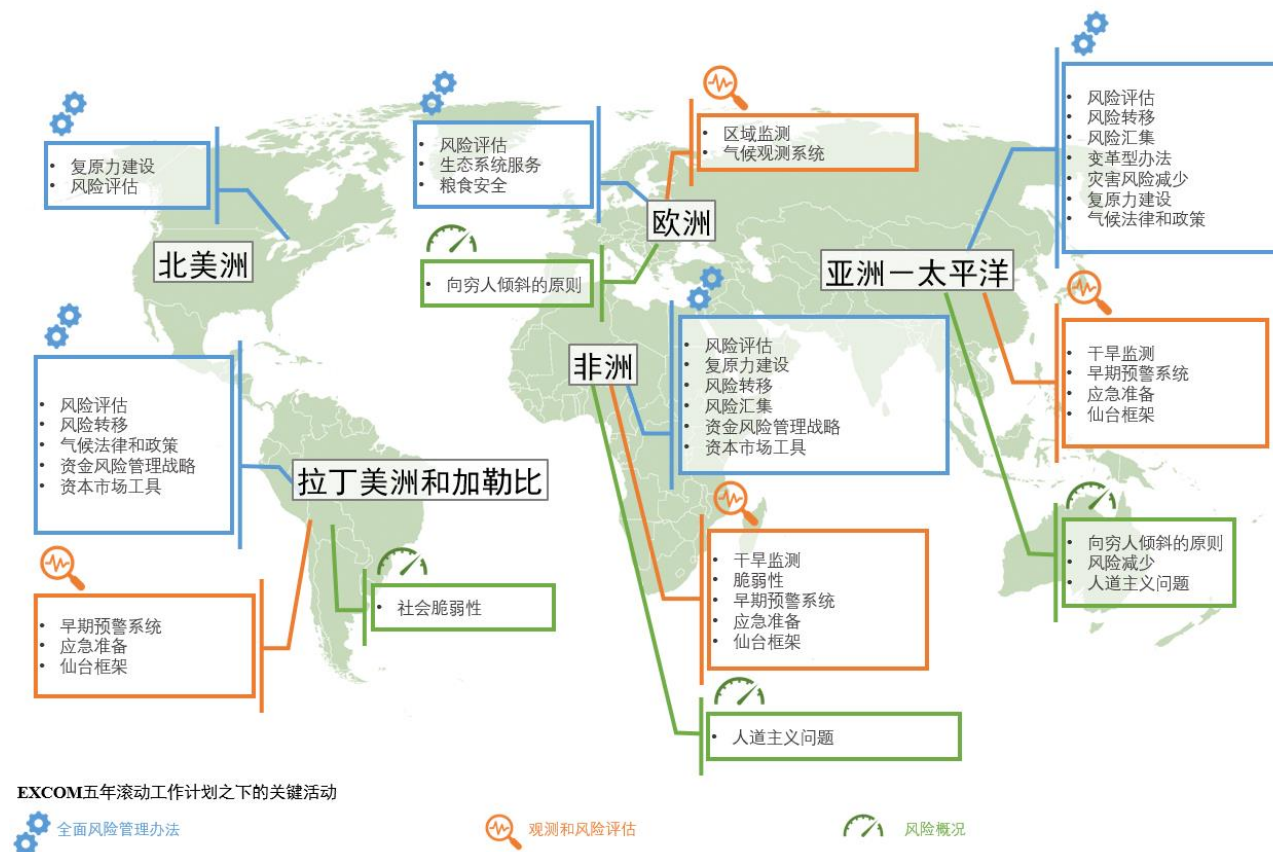 复原力建设
风险评估
北美洲
风险评估
生态系统服务
粮食安全
区域监测
气候观测系统
欧洲
向穷人倾斜的原则
风险评估
风险转移
风险汇集
变革型办法
灾害风险减少
复原力建设
气候法律和政策
亚洲－太平洋
干旱监测
早期预警系统
应急准备
仙台框架
向穷人倾斜的原则
风险减少
人道主义问题
非洲
风险评估
复原力建设
风险转移
风险汇集
资金风险管理战略
资本市场工具
干旱监测
脆弱性
早期预警系统
应急准备
仙台框架
人道主义问题
风险评估
风险转移
气候法律和政策
资金风险管理战略
资本市场工具
拉丁美洲和加勒比
早期预警系统
应急准备
仙台框架
社会脆弱性
EXCOM五年滚动工作计划之下的关键活动
全面风险管理办法
观测和风险评估
风险概况